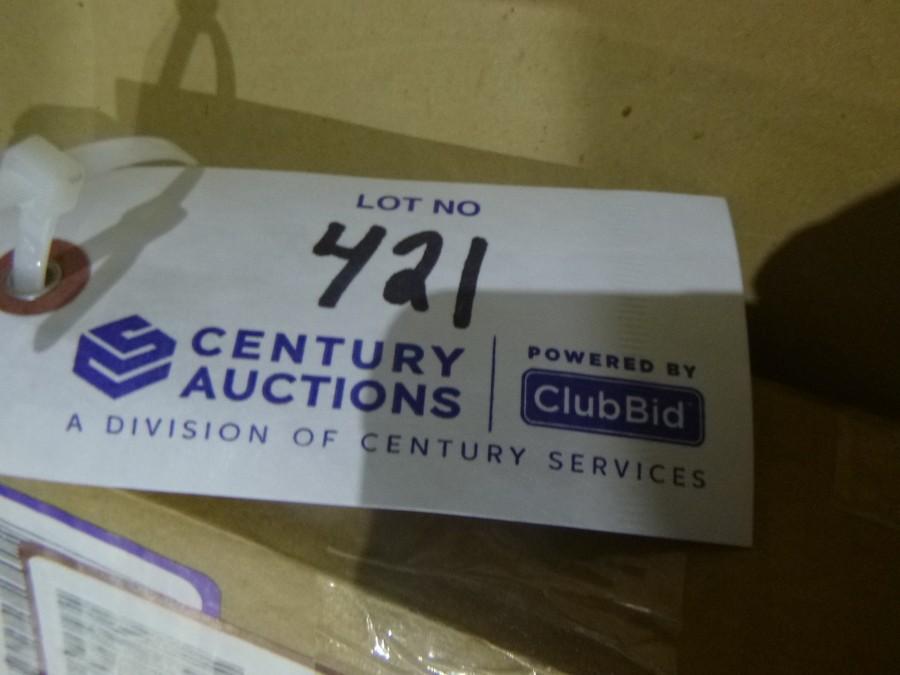 LOT NO
421
CENTURY
AUCTIONS
A DIVISION OF CENTURY SERVICES
POWERED BY
ClubBid